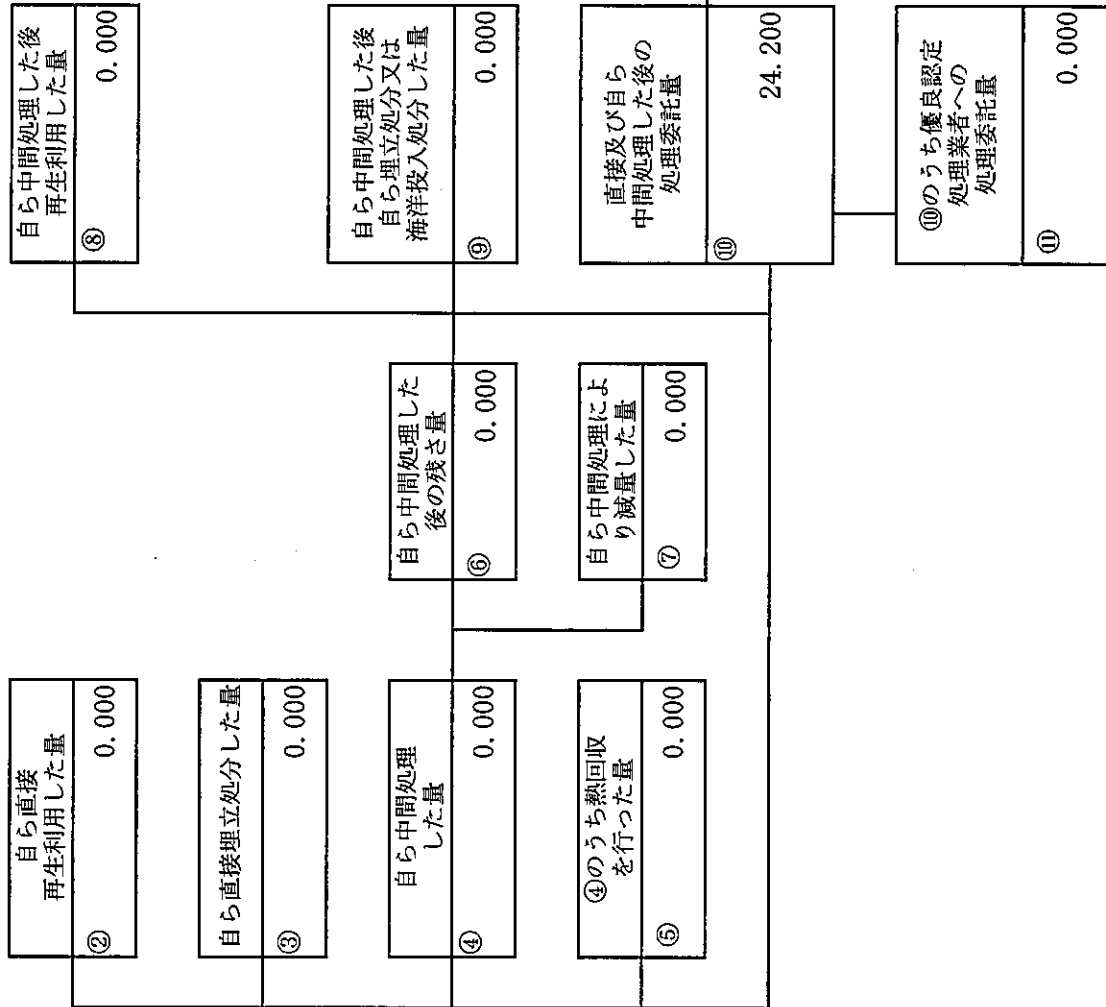 自ら直接
再生利用した量
② 0.000
自ら直接埋立処分した量
③ 0.000
自ら中間処理
した量
④ 0.000
④のうち熱回収
を行った量
⑤ 0.000
自ら中間処理した
後の残さ量
⑥ 0.000
自ら中間処理によ
り減量した量
⑦ 0.000
自ら中間処理した後
再生利用した量
⑧ 0.000
自ら中間処理した後
自ら埋立処分又は
海洋投入処分した量
⑨ 0.000
直接及び自ら
中間処理した後の
処理委託量
⑩ 24.200
⑩のうち優良認定
処理業者への
処理委託量
⑪ 0.000